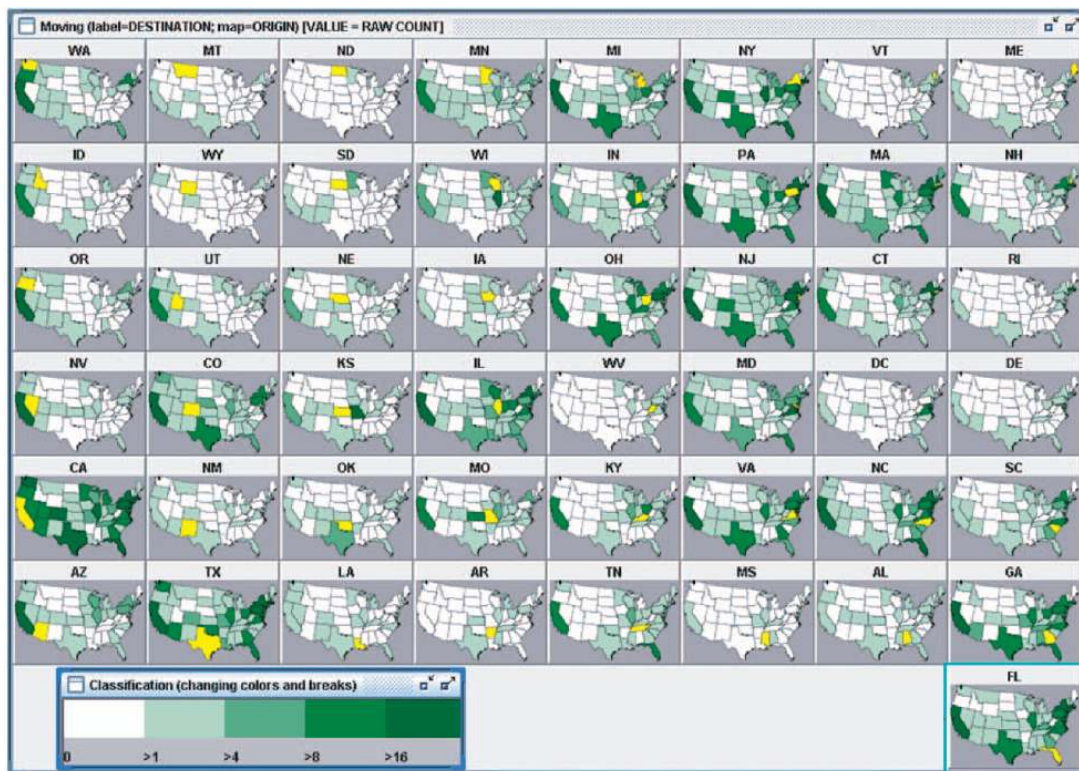 Moving (label=DESTINATION; map=ORIGIN) [VALUE = RAW COUNT]
WA MT ND MN MI NY VT ME
ID WY SD WI IN PA MA NH
OR UT NE IA OH NJ CT RI
NV CO KS IL WV MD DC DE
CA NM OK MO KY VA NC SC
AZ TX LA AR TN MS AL GA
FL
Classification (changing colors and breaks)
0 >1 >4 >8 >16